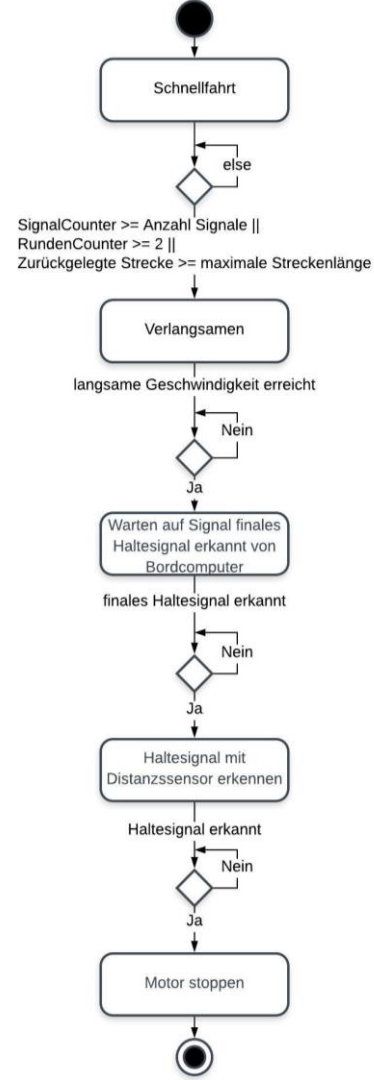 Schnellfahrt
else
SignalCounter >= Anzahl Signale ||
RundenCounter >= 2 ||
Zurückgelegte Strecke >= maximale Streckenlänge
Verlangsamen
langsame Geschwindigkeit erreicht
Nein
Ja
Warten auf Signal finales
Haltesignal erkannt von
Bordcomputer
finales Haltesignal erkannt
Nein
Ja
Haltesignal mit
Distanzssensor erkennen
Haltesignal erkannt
Nein
Ja
Motor stoppen